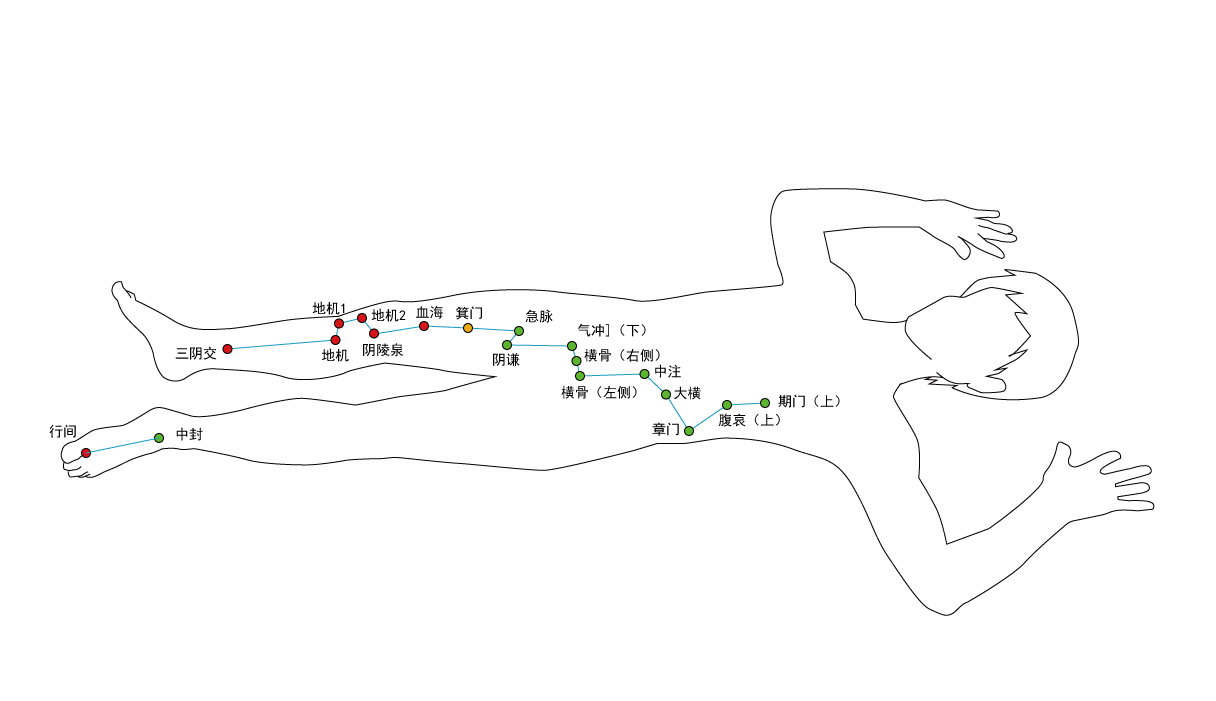 地机1
地机2
血海
箕门
急脉
气冲］（下）
三阴交
地机
阴陵泉
阴谦
横骨（右侧）
中注
横骨（左侧）
大横
期门（上）
腹哀（上）
章门
行间
中封